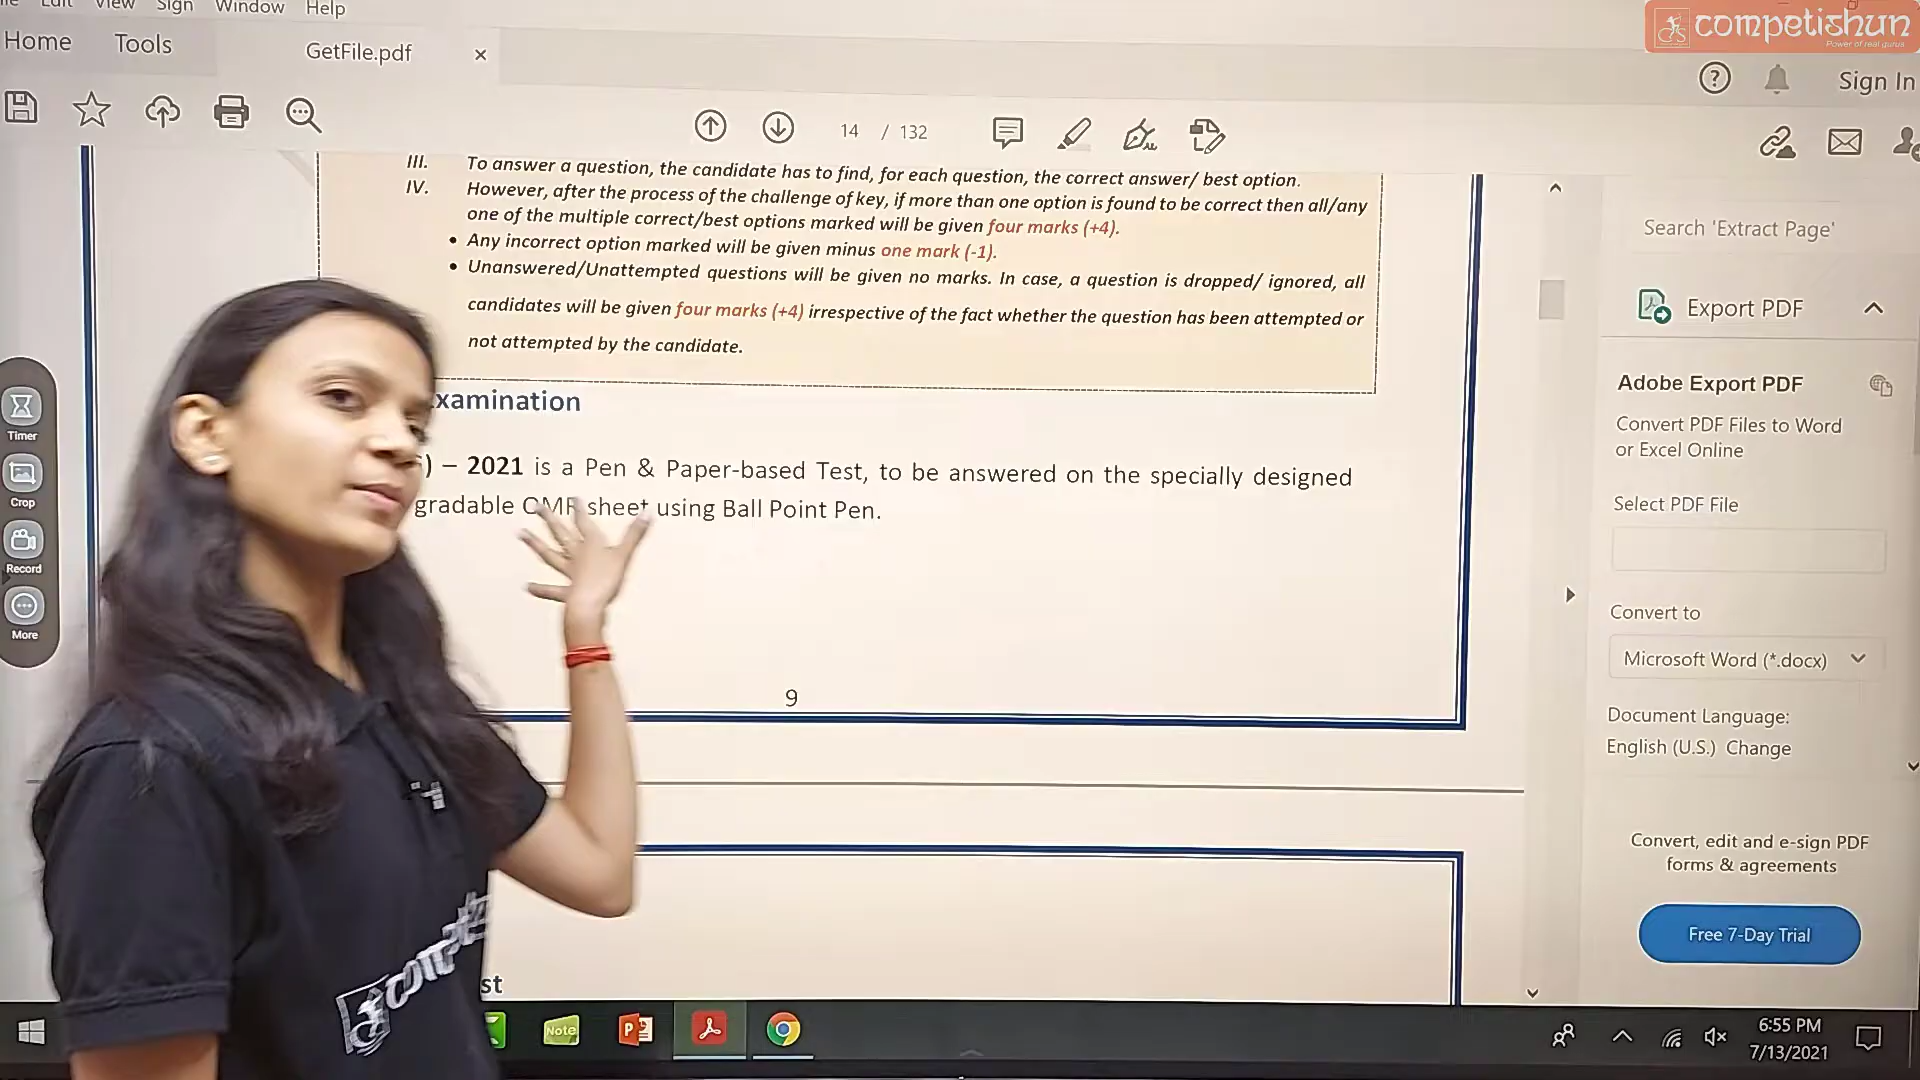 Edit View Sign Window Help
competishun
Power of real gurus
Home Tools GetFile.pdf
Sign In
14 / 132
III. To answer a question, the candidate has to find, for each question, the correct answer/ best option.
IV. However, after the process of the challenge of key, if more than one option is found to be correct then all/any
one of the multiple correct/best options marked will be given four marks (+4).
• Any incorrect option marked will be given minus one mark (-1).
• Unanswered/Unattempted questions will be given no marks. In case, a question is dropped/ ignored, all
candidates will be given four marks (+4) irrespective of the fact whether the question has been attempted or
not attempted by the candidate.
xamination
) – 2021 is a Pen & Paper-based Test, to be answered on the specially designed
gradable OMR sheet using Ball Point Pen.
9
st
Timer
Crop
Record
More
Search 'Extract Page'
Export PDF
Adobe Export PDF
Convert PDF Files to Word
or Excel Online
Select PDF File
Convert to
Microsoft Word (*.docx)
Document Language:
English (U.S.) Change
Convert, edit and e-sign PDF
forms & agreements
Free 7-Day Trial
Note
6:55 PM
7/13/2021